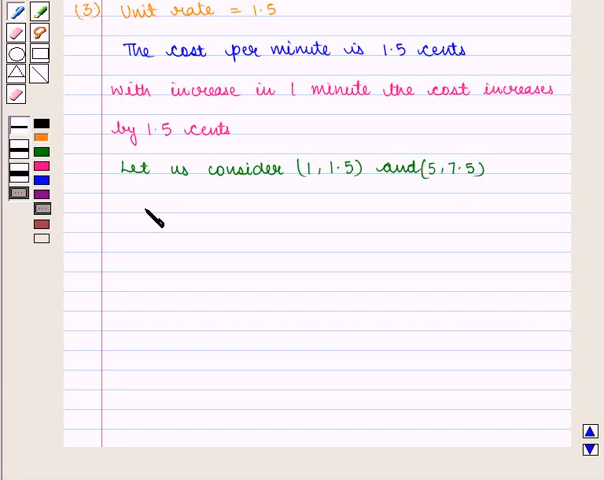 (3) Unit rate = 1.5
The cost per minute is 1.5 cents
with increase in 1 minute the cost increases
by 1.5 cents
Let us consider (1, 1.5) and (5, 7.5)